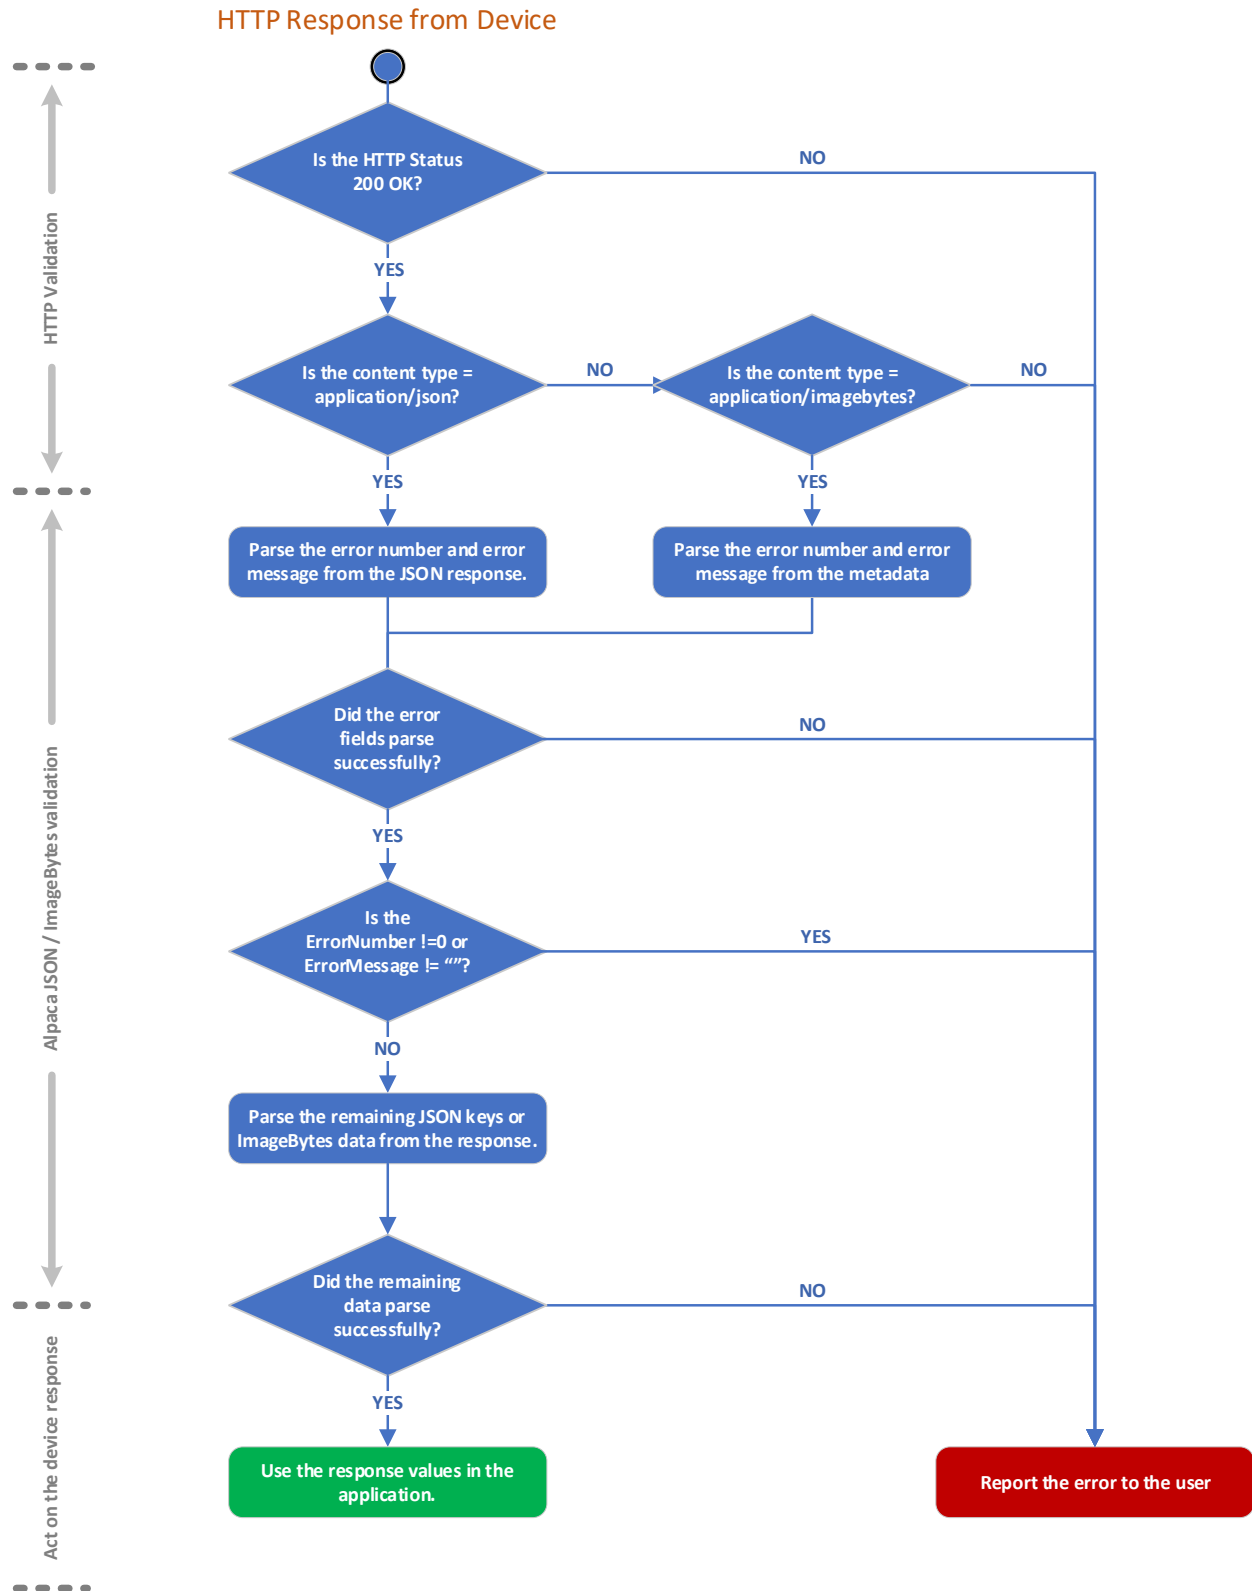 HTTP Response from Device
HTTP Validation
Is the HTTP Status
200 OK?
NO
YES
Is the content type =
application/json?
NO
Is the content type =
application/imagebytes?
NO
YES
YES
Alpaca JSON / ImageBytes validation
Parse the error number and error
message from the JSON response.
Parse the error number and error
message from the metadata
Did the error
fields parse
successfully?
NO
YES
Is the
ErrorNumber !=0 or
ErrorMessage != “”?
YES
NO
Parse the remaining JSON keys or
ImageBytes data from the response.
Did the remaining
data parse
successfully?
NO
YES
Act on the device response
Use the response values in the
application.
Report the error to the user